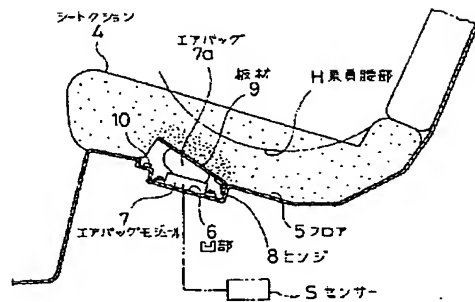 シートクション
4
エアバッグ
7a
板材
9
H乗員腰部
10
7
エアバッグモジュール
6
凹部
8ヒンジ
5フロア
Sセンサー